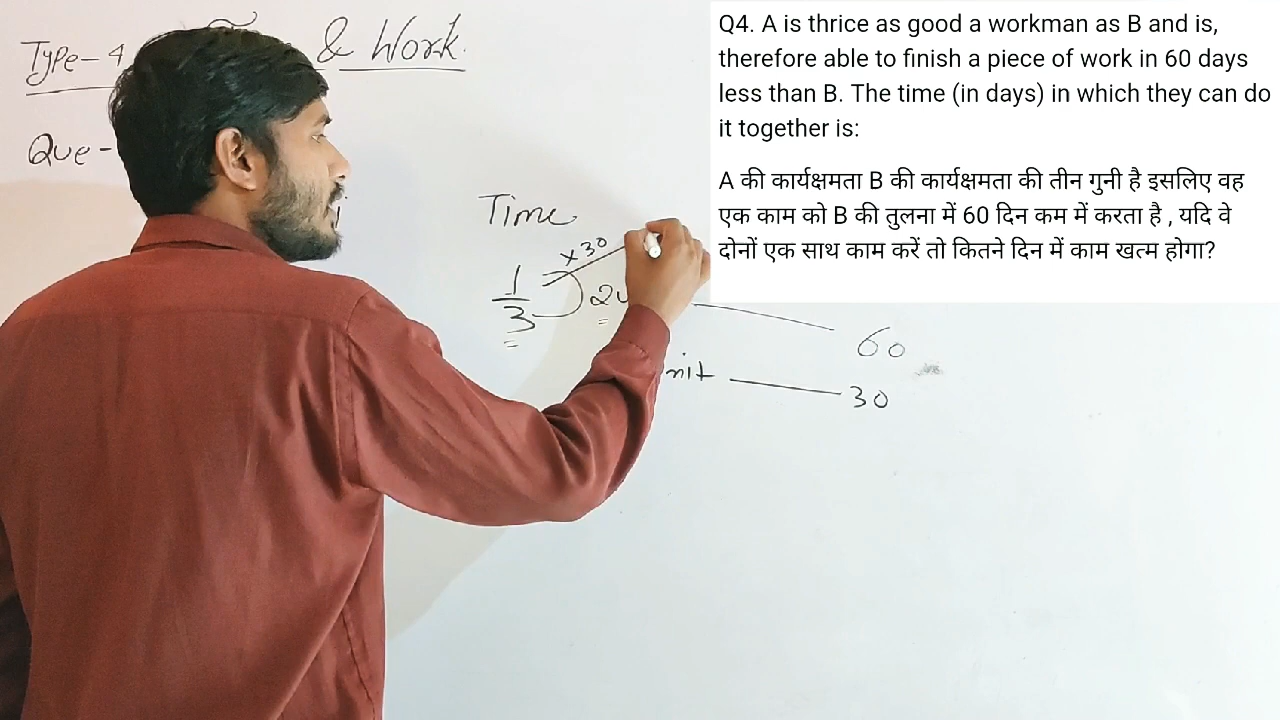 Type-4 & Work.
Que-
Time
1 ×30
3 2u
60
nit 30
Q4. A is thrice as good a workman as B and is,
therefore able to finish a piece of work in 60 days
less than B. The time (in days) in which they can do
it together is:
A की कार्यक्षमता B की कार्यक्षमता की तीन गुनी है इसलिए वह
एक काम को B की तुलना में 60 दिन कम में करता है , यदि वे
दोनों एक साथ काम करें तो कितने दिन में काम खत्म होगा?